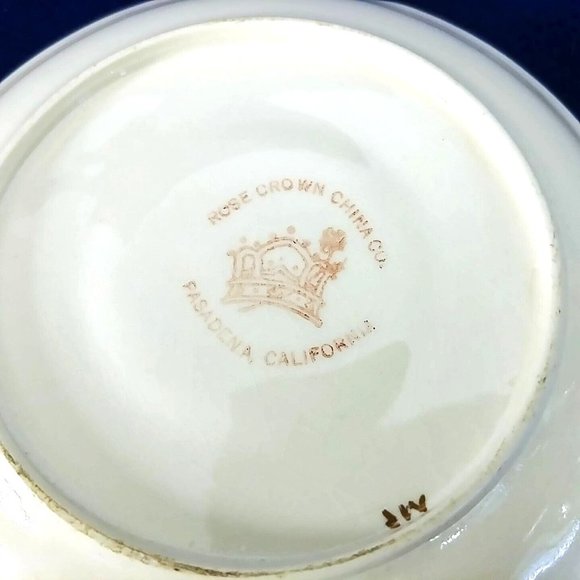 ROSE CROWN CHINA CO.
PASADENA, CALIFORNIA